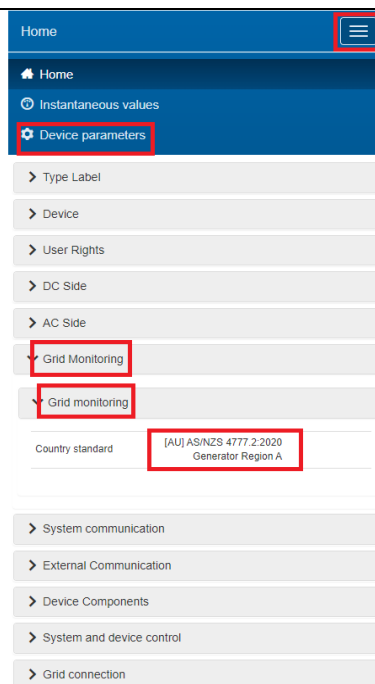 Home
Home
Instantaneous values
Device parameters
Type Label
Device
User Rights
DC Side
AC Side
Grid Monitoring
Grid monitoring
Country standard [AU] AS/NZS 4777.2:2020
Generator Region A
System communication
External Communication
Device Components
System and device control
Grid connection